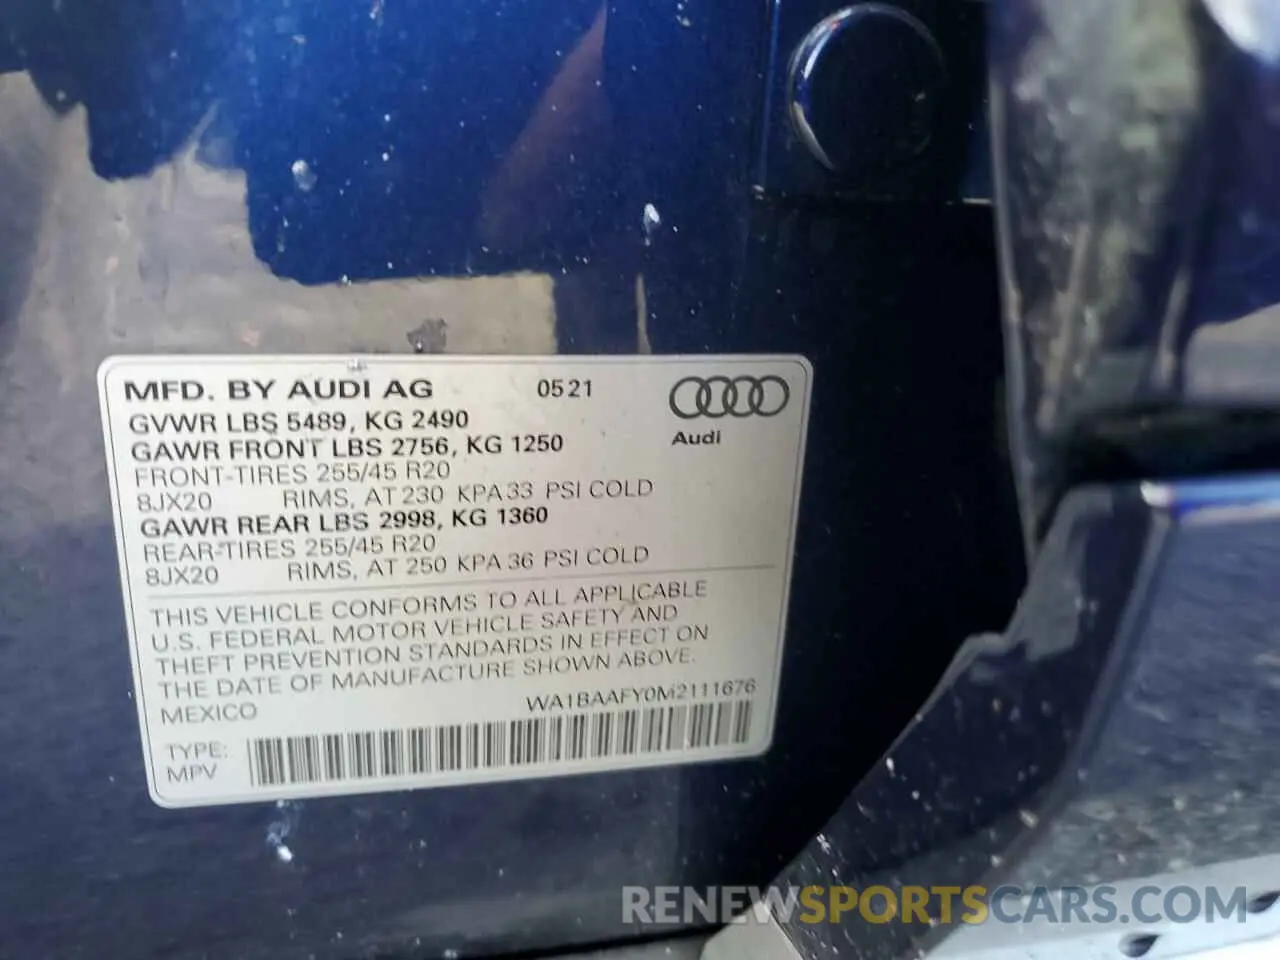 MFD. BY AUDI AG 0521
GVWR LBS 5489, KG 2490
GAWR FRONT LBS 2756, KG 1250
Audi
FRONT-TIRES 255/45 R20
8JX20 RIMS, AT 230 KPA 33 PSI COLD
GAWR REAR LBS 2998, KG 1360
REAR-TIRES 255/45 R20
8JX20 RIMS, AT 250 KPA 36 PSI COLD
THIS VEHICLE CONFORMS TO ALL APPLICABLE
U.S. FEDERAL MOTOR VEHICLE SAFETY AND
THEFT PREVENTION STANDARDS IN EFFECT ON
THE DATE OF MANUFACTURE SHOWN ABOVE.
MEXICO WA1BAAFY0M2111676
TYPE:
MPV
RENEWSPORTSCARS.COM